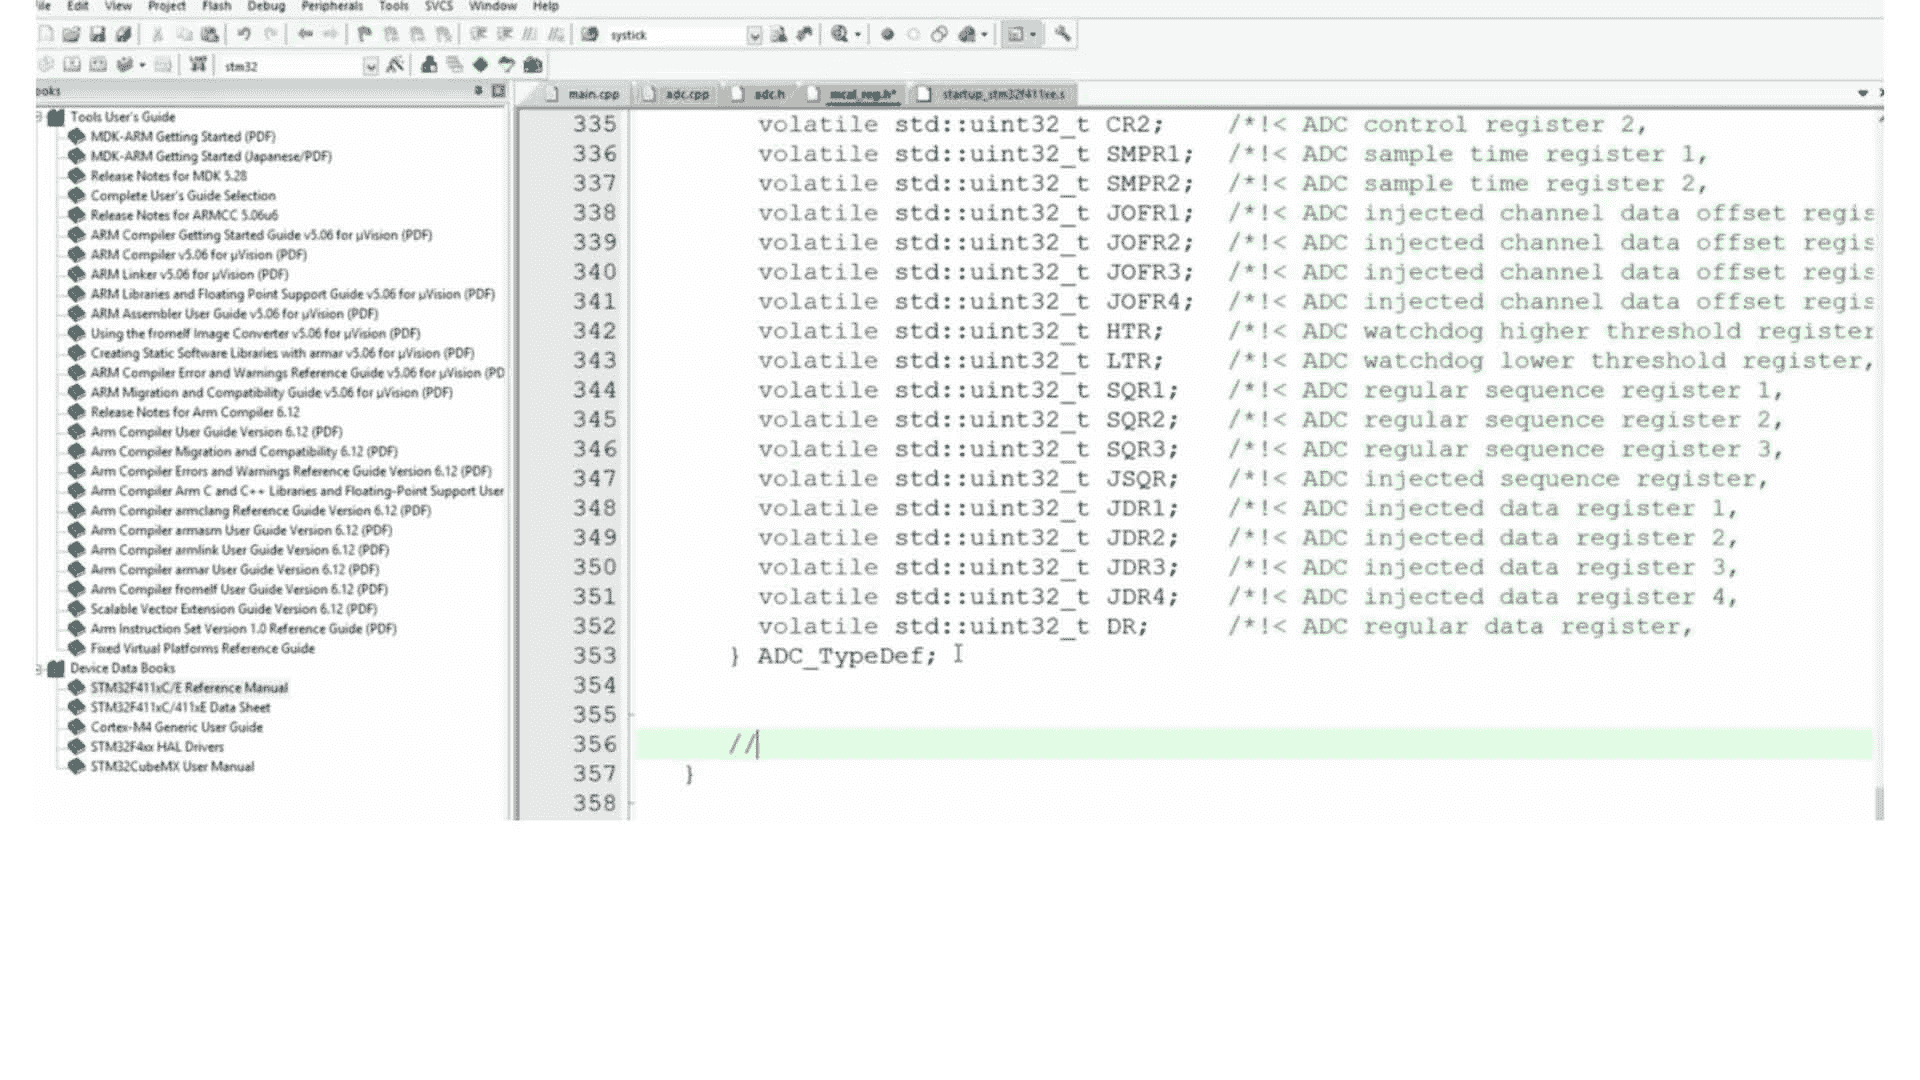 File Edit View Project Flash Debug Peripherals Tools SVCS Window Help
systick
stm32
ooks
main.cpp adc.cpp adc.h mcal_reg.h* startup_stm32f411xe.s
Tools User's Guide
MDK-ARM Getting Started (PDF)
MDK-ARM Getting Started (Japanese/PDF)
Release Notes for MDK 5.28
Complete User's Guide Selection
Release Notes for ARMCC 5.06u6
ARM Compiler Getting Started Guide v5.06 for µVision (PDF)
ARM Compiler v5.06 for µVision (PDF)
ARM Linker v5.06 for µVision (PDF)
ARM Libraries and Floating Point Support Guide v5.06 for µVision (PDF)
ARM Assembler User Guide v5.06 for µVision (PDF)
Using the fromelf Image Converter v5.06 for µVision (PDF)
Creating Static Software Libraries with armar v5.06 for µVision (PDF)
ARM Compiler Error and Warnings Reference Guide v5.06 for µVision (PD
ARM Migration and Compatibility Guide v5.06 for µVision (PDF)
Release Notes for Arm Compiler 6.12
Arm Compiler User Guide Version 6.12 (PDF)
Arm Compiler Migration and Compatibility 6.12 (PDF)
Arm Compiler Errors and Warnings Reference Guide Version 6.12 (PDF)
Arm Compiler Arm C and C++ Libraries and Floating-Point Support User
Arm Compiler armclang Reference Guide Version 6.12 (PDF)
Arm Compiler armasm User Guide Version 6.12 (PDF)
Arm Compiler armlink User Guide Version 6.12 (PDF)
Arm Compiler armar User Guide Version 6.12 (PDF)
Arm Compiler fromelf User Guide Version 6.12 (PDF)
Scalable Vector Extension Guide Version 6.12 (PDF)
Arm Instruction Set Version 1.0 Reference Guide (PDF)
Fixed Virtual Platforms Reference Guide
Device Data Books
STM32F411xC/E Reference Manual
STM32F411xC/411xE Data Sheet
Cortex-M4 Generic User Guide
STM32F4xx HAL Drivers
STM32CubeMX User Manual
335 volatile std::uint32_t CR2; /*!< ADC control register 2,
336 volatile std::uint32_t SMPR1; /*!< ADC sample time register 1,
337 volatile std::uint32_t SMPR2; /*!< ADC sample time register 2,
338 volatile std::uint32_t JOFR1; /*!< ADC injected channel data offset regis
339 volatile std::uint32_t JOFR2; /*!< ADC injected channel data offset regis
340 volatile std::uint32_t JOFR3; /*!< ADC injected channel data offset regis
341 volatile std::uint32_t JOFR4; /*!< ADC injected channel data offset regis
342 volatile std::uint32_t HTR; /*!< ADC watchdog higher threshold register
343 volatile std::uint32_t LTR; /*!< ADC watchdog lower threshold register,
344 volatile std::uint32_t SQR1; /*!< ADC regular sequence register 1,
345 volatile std::uint32_t SQR2; /*!< ADC regular sequence register 2,
346 volatile std::uint32_t SQR3; /*!< ADC regular sequence register 3,
347 volatile std::uint32_t JSQR; /*!< ADC injected sequence register,
348 volatile std::uint32_t JDR1; /*!< ADC injected data register 1,
349 volatile std::uint32_t JDR2; /*!< ADC injected data register 2,
350 volatile std::uint32_t JDR3; /*!< ADC injected data register 3,
351 volatile std::uint32_t JDR4; /*!< ADC injected data register 4,
352 volatile std::uint32_t DR; /*!< ADC regular data register,
353 } ADC_TypeDef;
354
355
356 //
357 }
358